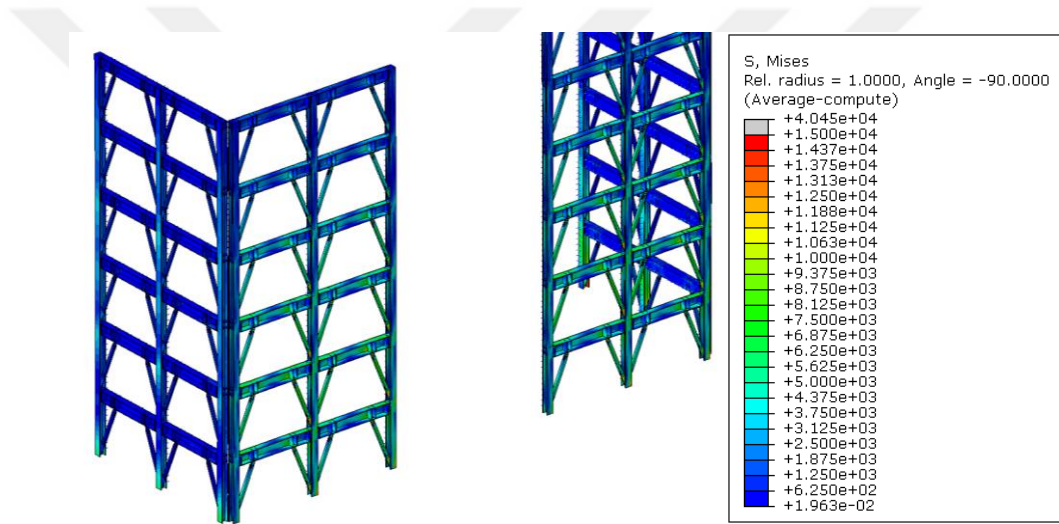 S, Mises
Rel. radius = 1.0000, Angle = -90.0000
(Average-compute)
+4.045e+04
+1.500e+04
+1.437e+04
+1.375e+04
+1.313e+04
+1.250e+04
+1.188e+04
+1.125e+04
+1.063e+04
+1.000e+04
+9.375e+03
+8.750e+03
+8.125e+03
+7.500e+03
+6.875e+03
+6.250e+03
+5.625e+03
+5.000e+03
+4.375e+03
+3.750e+03
+3.125e+03
+2.500e+03
+1.875e+03
+1.250e+03
+6.250e+02
+1.963e-02